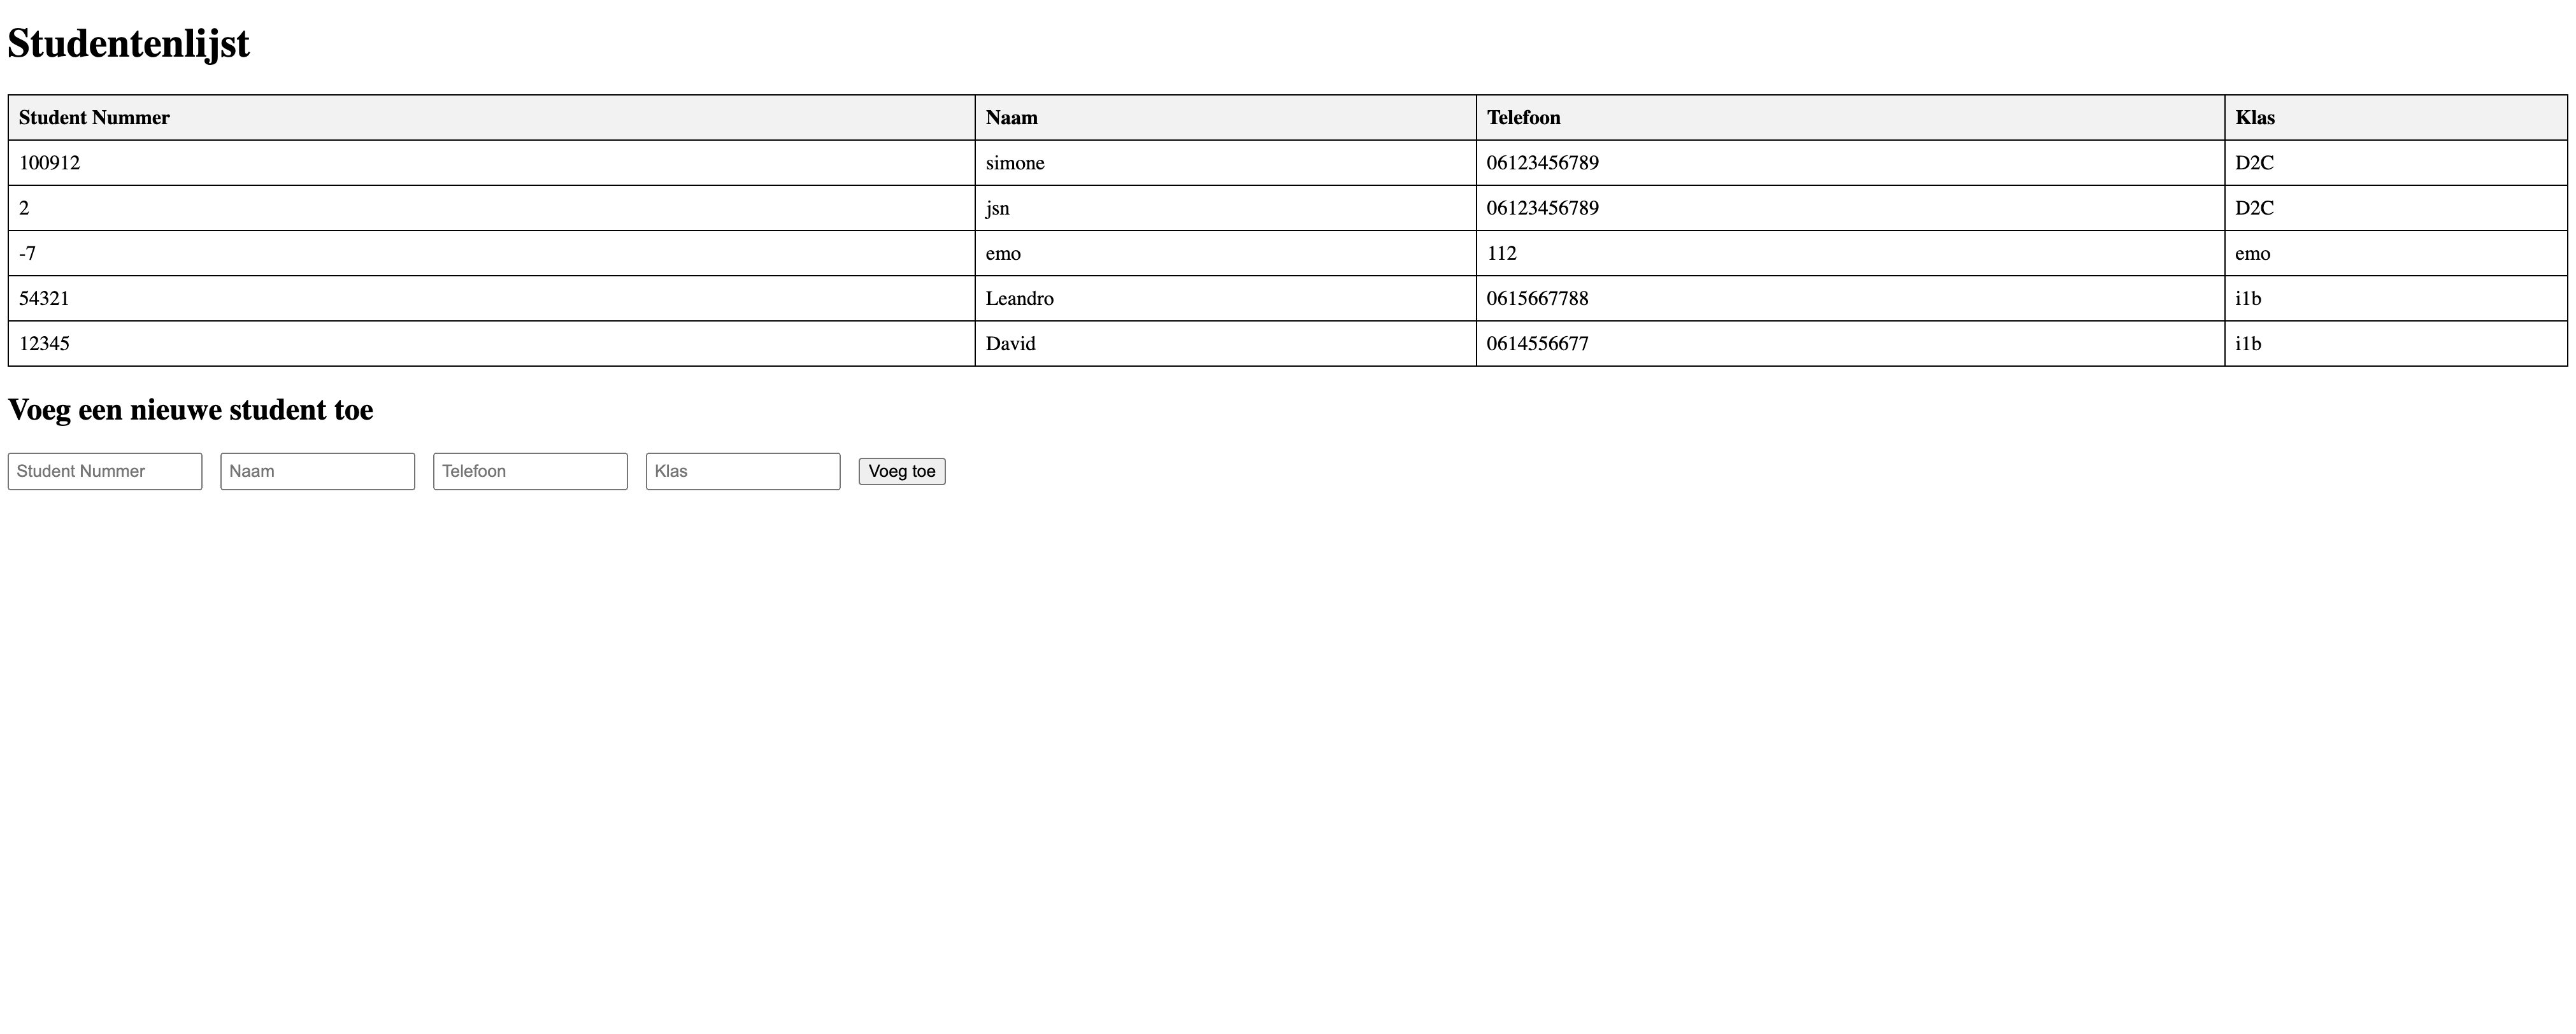 Studentenlijst
Student Nummer Naam Telefoon Klas
100912 simone 06123456789 D2C
2 jsn 06123456789 D2C
-7 emo 112 emo
54321 Leandro 0615667788 i1b
12345 David 0614556677 i1b
Voeg een nieuwe student toe
Student Nummer Naam Telefoon Klas Voeg toe